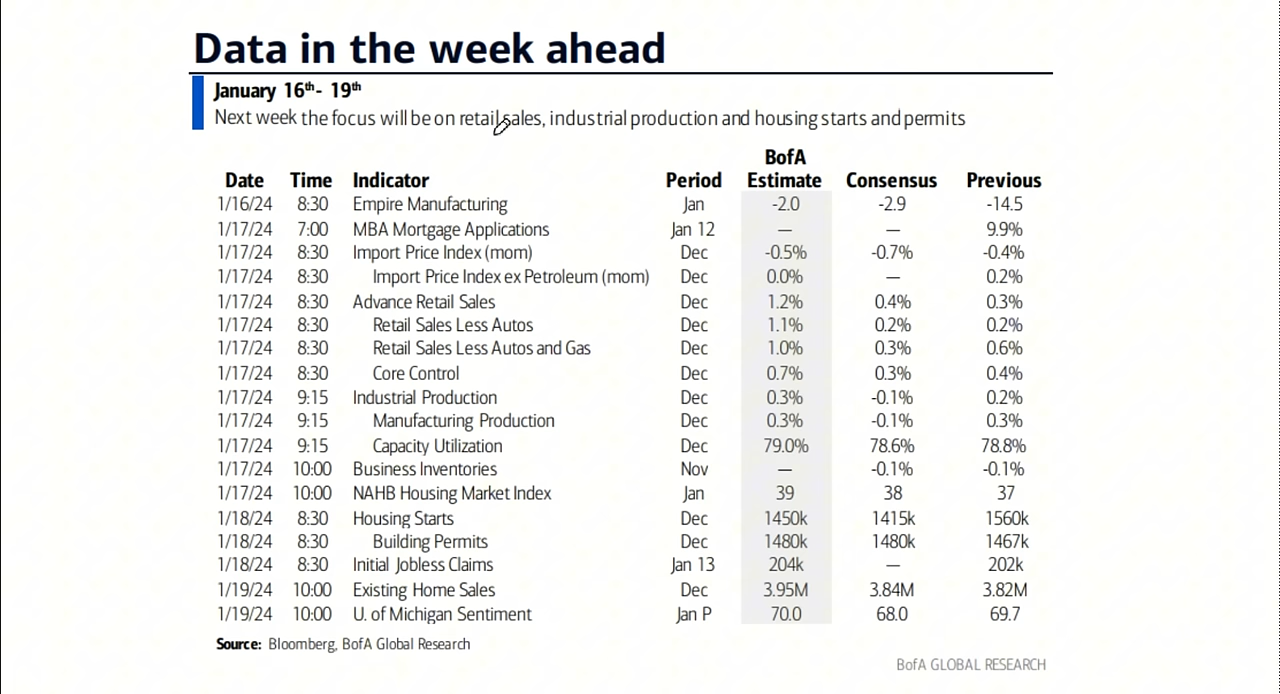 Data in the week ahead
January 16th- 19th
Next week the focus will be on retail sales, industrial production and housing starts and permits
BofA
Date Time Indicator Period Estimate Consensus Previous
1/16/24 8:30 Empire Manufacturing Jan -2.0 -2.9 -14.5
1/17/24 7:00 MBA Mortgage Applications Jan 12 — — 9.9%
1/17/24 8:30 Import Price Index (mom) Dec -0.5% -0.7% -0.4%
1/17/24 8:30 Import Price Index ex Petroleum (mom) Dec 0.0% — 0.2%
1/17/24 8:30 Advance Retail Sales Dec 1.2% 0.4% 0.3%
1/17/24 8:30 Retail Sales Less Autos Dec 1.1% 0.2% 0.2%
1/17/24 8:30 Retail Sales Less Autos and Gas Dec 1.0% 0.3% 0.6%
1/17/24 8:30 Core Control Dec 0.7% 0.3% 0.4%
1/17/24 9:15 Industrial Production Dec 0.3% -0.1% 0.2%
1/17/24 9:15 Manufacturing Production Dec 0.3% -0.1% 0.3%
1/17/24 9:15 Capacity Utilization Dec 79.0% 78.6% 78.8%
1/17/24 10:00 Business Inventories Nov — -0.1% -0.1%
1/17/24 10:00 NAHB Housing Market Index Jan 39 38 37
1/18/24 8:30 Housing Starts Dec 1450k 1415k 1560k
1/18/24 8:30 Building Permits Dec 1480k 1480k 1467k
1/18/24 8:30 Initial Jobless Claims Jan 13 204k — 202k
1/19/24 10:00 Existing Home Sales Dec 3.95M 3.84M 3.82M
1/19/24 10:00 U. of Michigan Sentiment Jan P 70.0 68.0 69.7
Source: Bloomberg, BofA Global Research
BofA GLOBAL RESEARCH